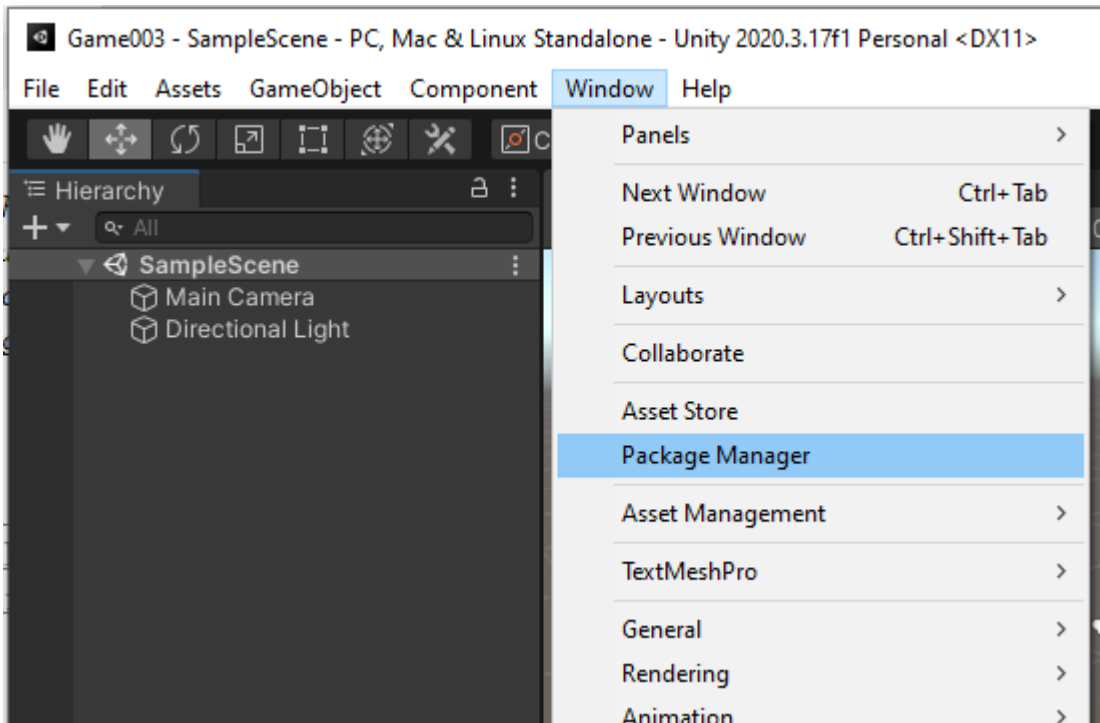 Game003 - SampleScene - PC, Mac & Linux Standalone - Unity 2020.3.17f1 Personal <DX11>
File Edit Assets GameObject Component Window Help
C
Hierarchy
All
SampleScene
Main Camera
Directional Light
Panels
Next Window Ctrl+Tab
Previous Window Ctrl+Shift+Tab
Layouts
Collaborate
Asset Store
Package Manager
Asset Management
TextMeshPro
General
Rendering
Animation